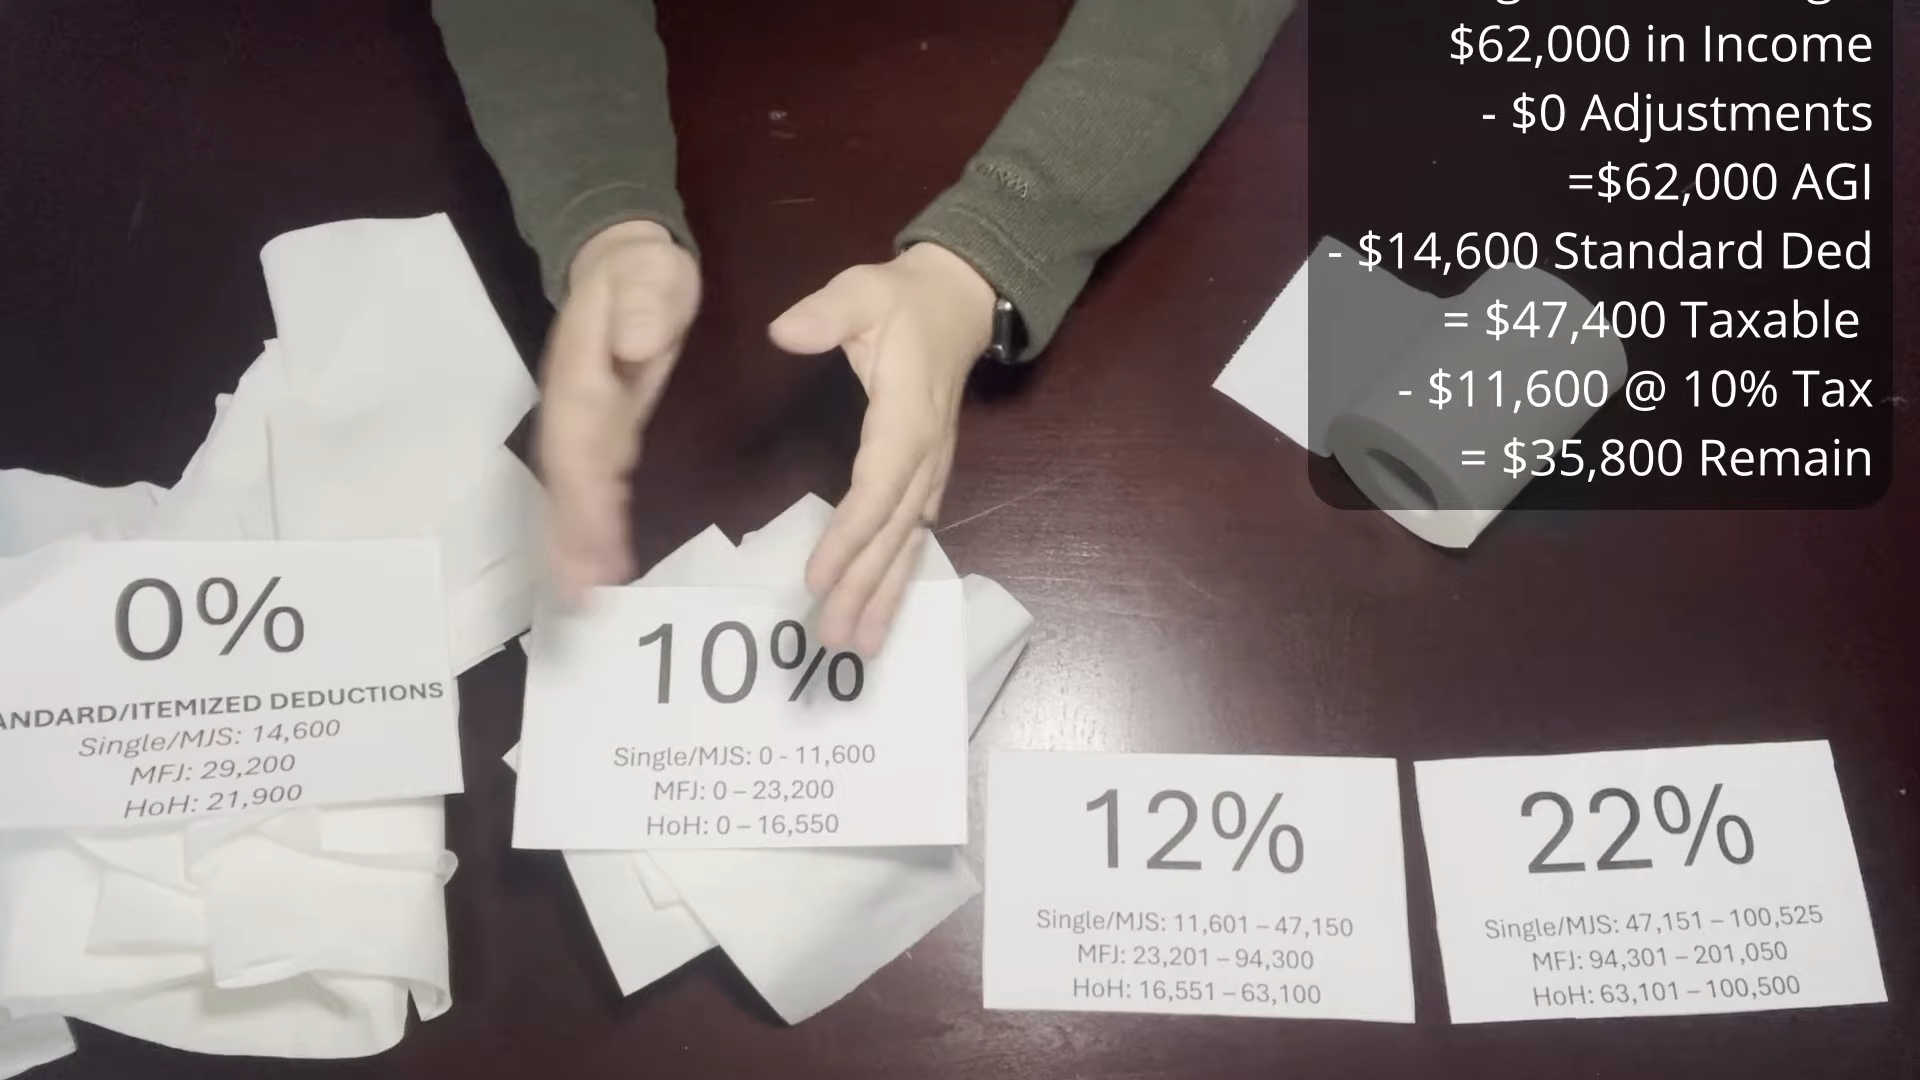 $62,000 in Income
- $0 Adjustments
=$62,000 AGI
- $14,600 Standard Ded
= $47,400 Taxable
- $11,600 @ 10% Tax
= $35,800 Remain
0%
ANDARD/ITEMIZED DEDUCTIONS
Single/MJS: 14,600
MFJ: 29,200
HoH: 21,900
10%
Single/MJS: 0 - 11,600
MFJ: 0 – 23,200
HoH: 0 – 16,550
12%
Single/MJS: 11,601 – 47,150
MFJ: 23,201 – 94,300
HoH: 16,551 – 63,100
22%
Single/MJS: 47,151 – 100,525
MFJ: 94,301 – 201,050
HoH: 63,101 – 100,500